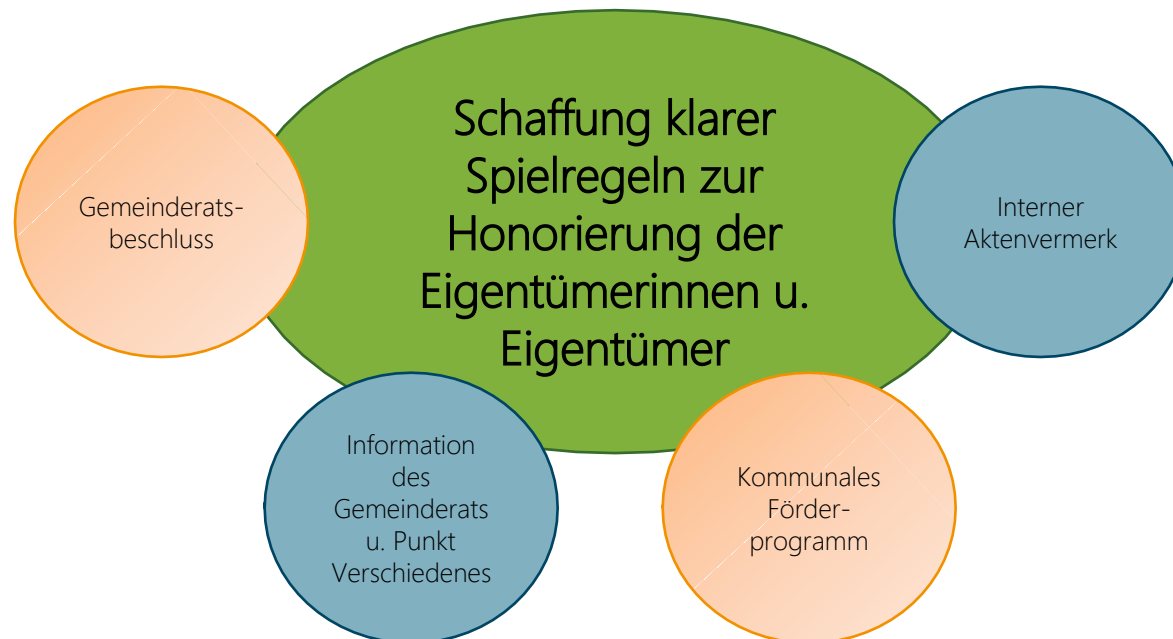 Schaffung klarer
Spielregeln zur
Honorierung der
Eigentümerinnen u.
Eigentümer
Gemeinderats-
beschluss
Interner
Aktenvermerk
Information
des
Gemeinderats
u. Punkt
Verschiedenes
Kommunales
Förder-
programm